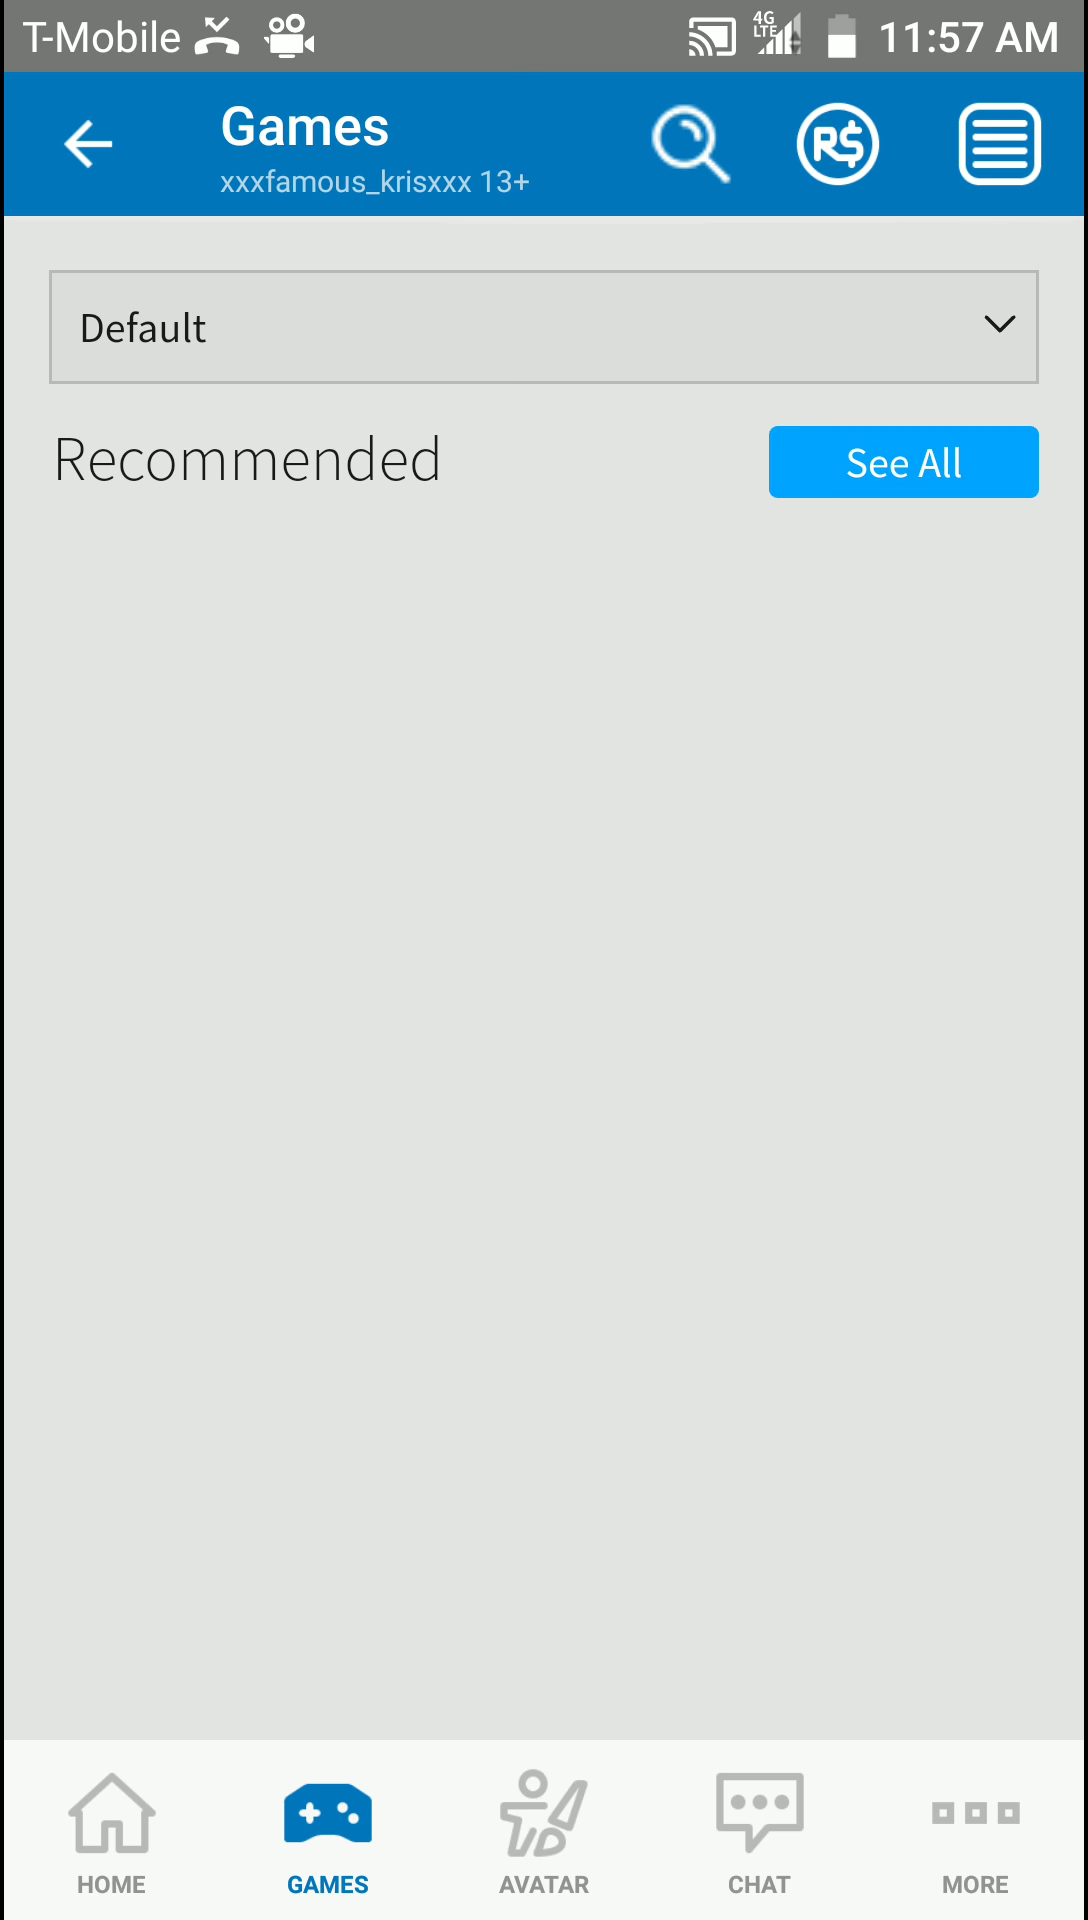 T-Mobile 4G LTE 11:57 AM
Games
xxxfamous_krisxxx 13+
R$
Default
Recommended See All
HOME GAMES AVATAR CHAT MORE